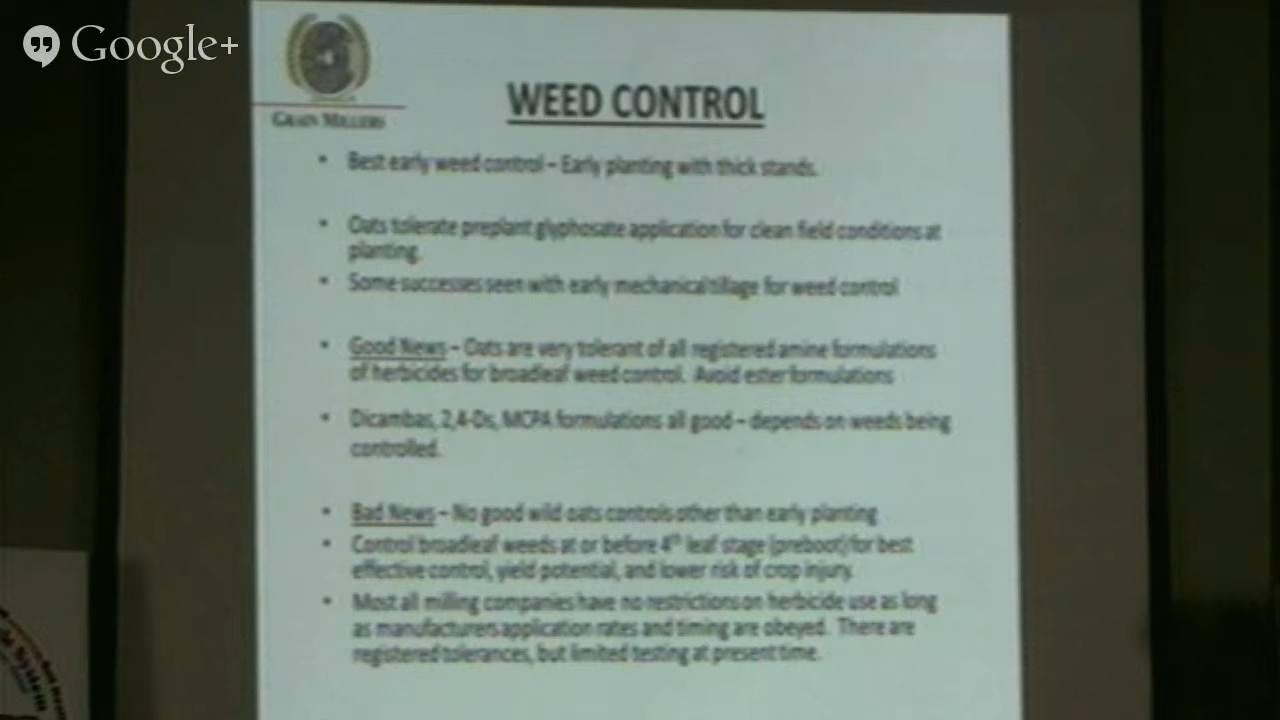 Google+
GRAIN MILLERS
WEED CONTROL
• Best early weed control – Early planting with thick stands.
• Oats tolerate preplant glyphosate application for clean field conditions at
planting.
• Some successes seen with early mechanical tillage for weed control
• Good News – Oats are very tolerant of all registered amine formulations
of herbicides for broadleaf weed control. Avoid ester formulations
• Dicambas, 2,4-Ds, MCPA formulations all good – depends on weeds being
controlled.
• Bad News – No good wild oats controls other than early planting
• Control broadleaf weeds at or before 4th leaf stage (preboot) for best
effective control, yield potential, and lower risk of crop injury.
• Most all milling companies have no restrictions on herbicide use as long
as manufacturers application rates and timing are obeyed. There are
registered tolerances, but limited testing at present time.
System